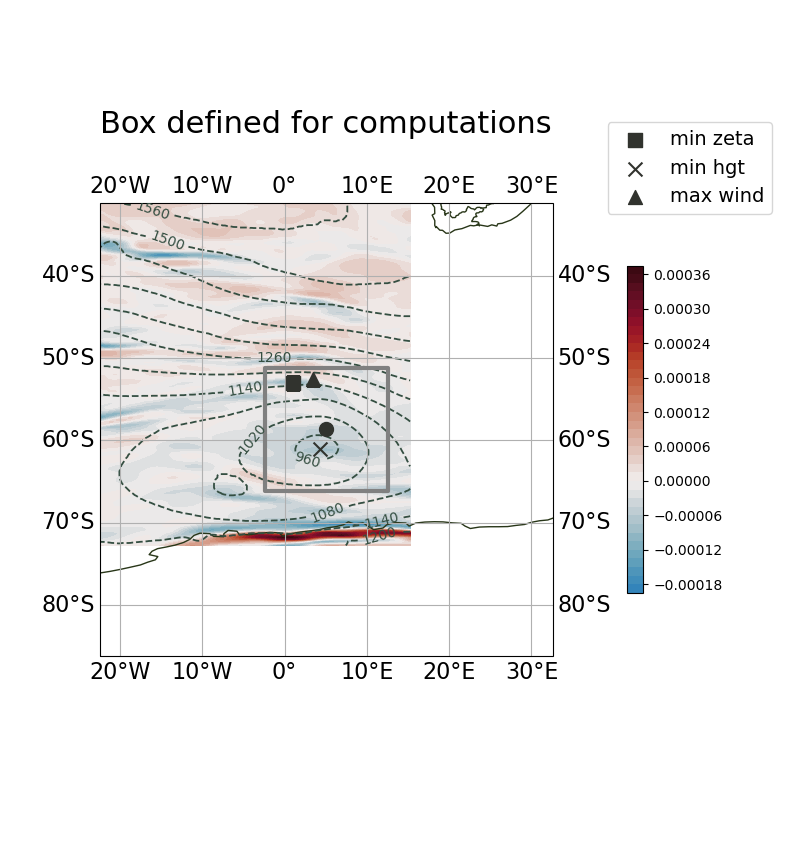 Box defined for computations
min zeta
min hgt
max wind
20°W 10°W 0° 10°E 20°E 30°E
1560
1500
40°S 40°S
0.00036
0.00030
50°S 50°S
1260
0.00024
0.00018
1140
0.00012
60°S 60°S
1020
960
0.00006
0.00000
1080
−0.00006
70°S 70°S
1140
1200
−0.00012
−0.00018
80°S 80°S
20°W 10°W 0° 10°E 20°E 30°E